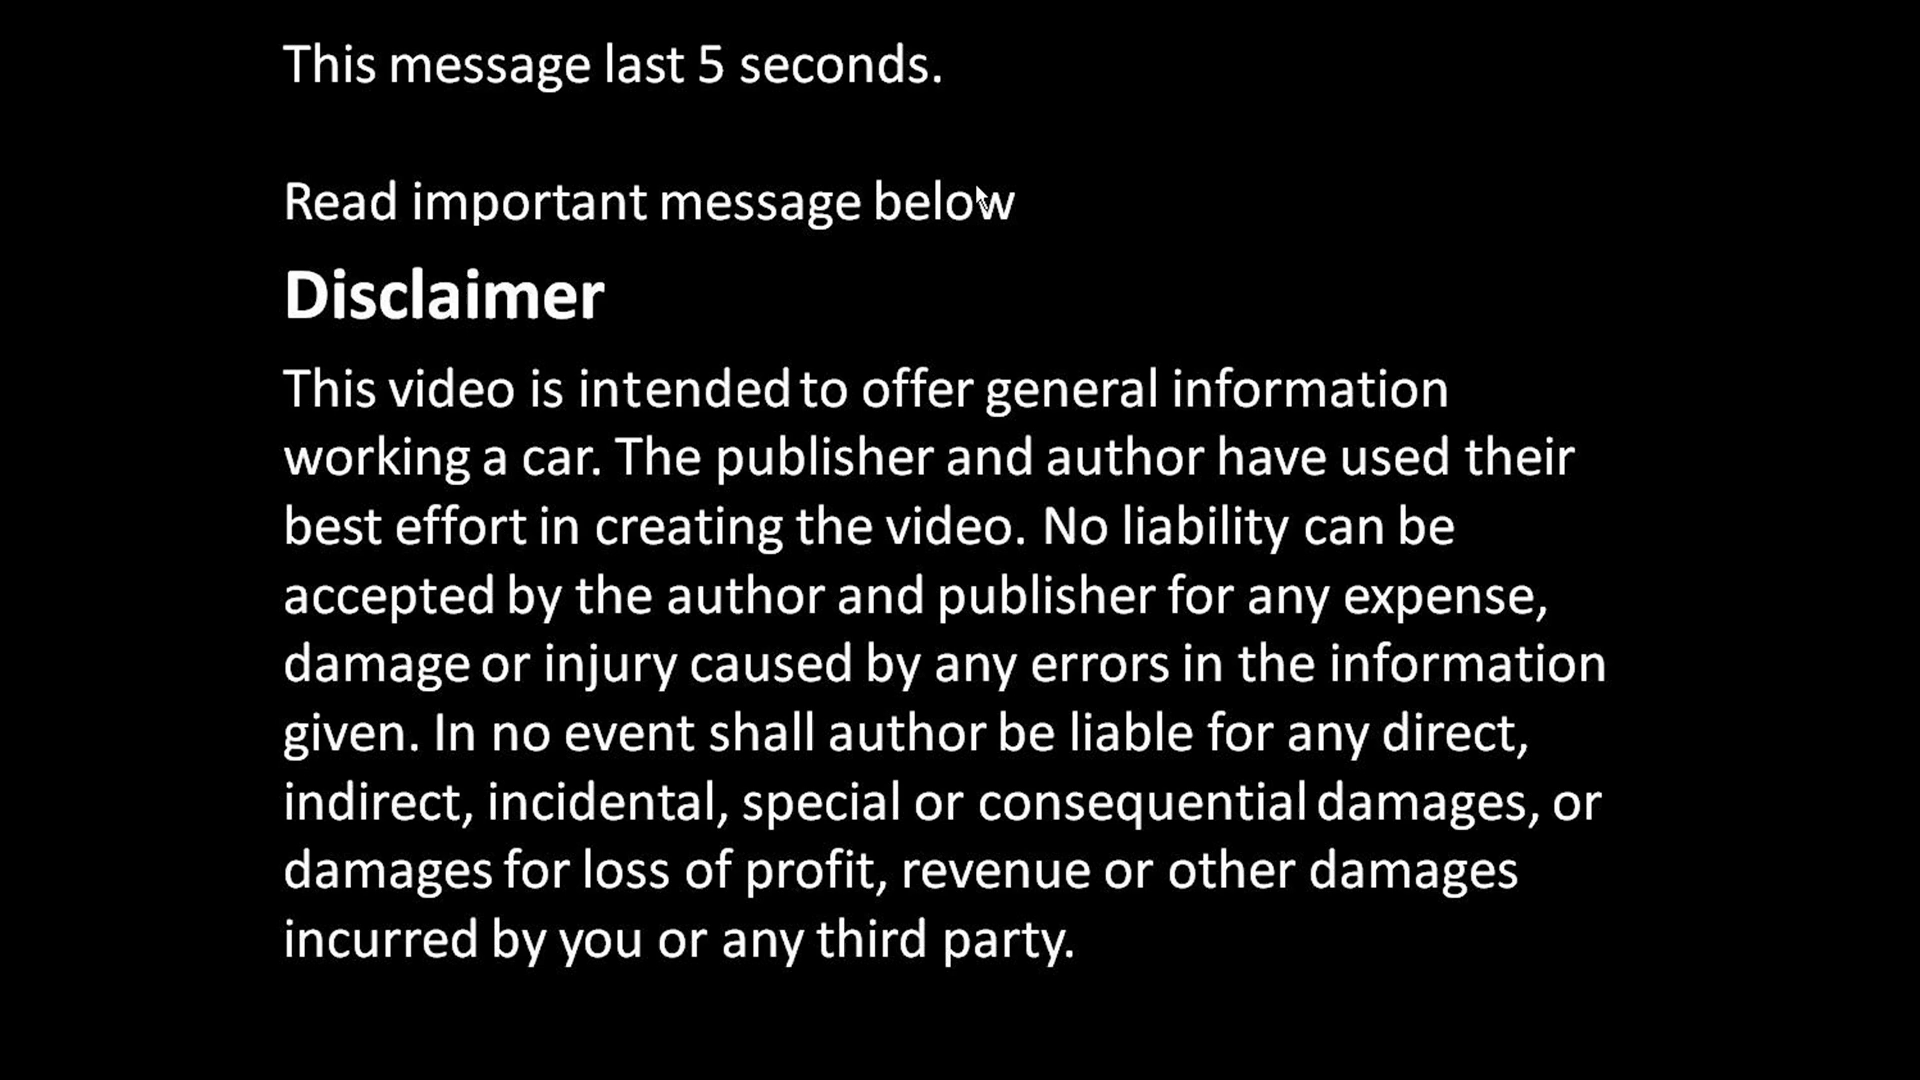 This message last 5 seconds.
Read important message below
Disclaimer
This video is intended to offer general information
working a car. The publisher and author have used their
best effort in creating the video. No liability can be
accepted by the author and publisher for any expense,
damage or injury caused by any errors in the information
given. In no event shall author be liable for any direct,
indirect, incidental, special or consequential damages, or
damages for loss of profit, revenue or other damages
incurred by you or any third party.